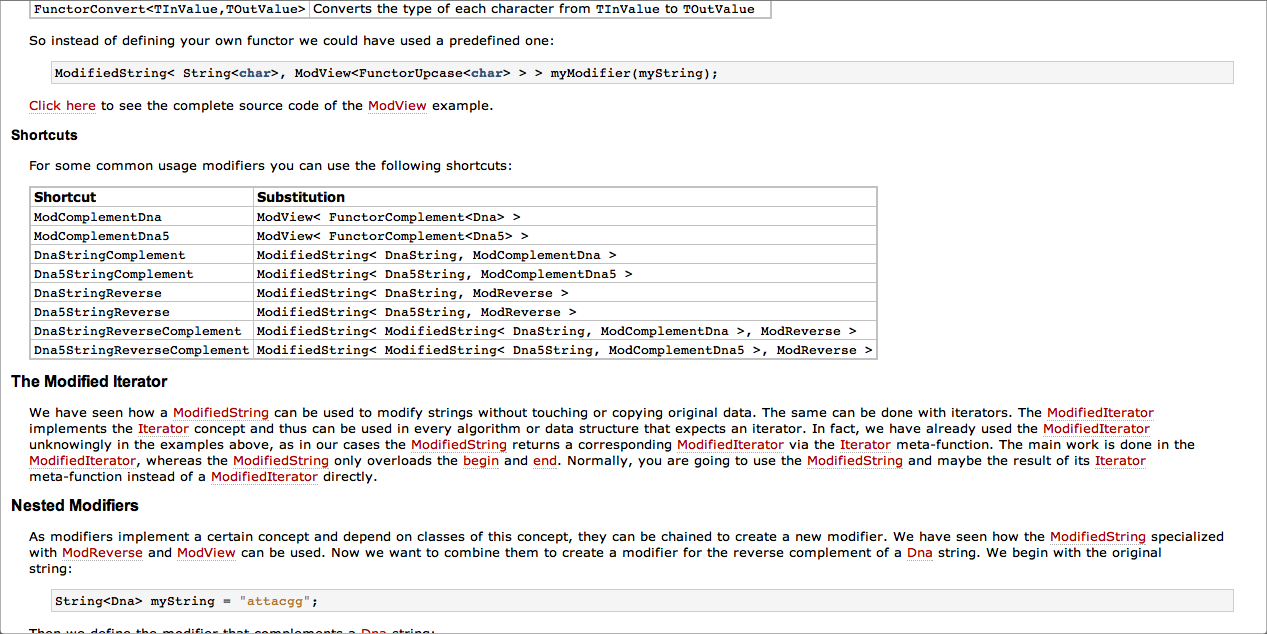 FunctorConvert<TInValue,TOutValue> Converts the type of each character from TInValue to TOutValue
So instead of defining your own functor we could have used a predefined one:
ModifiedString< String<char>, ModView<FunctorUpcase<char> > > myModifier(myString);
Click here to see the complete source code of the ModView example.
Shortcuts
For some common usage modifiers you can use the following shortcuts:
Shortcut Substitution
ModComplementDna ModView< FunctorComplement<Dna> >
ModComplementDna5 ModView< FunctorComplement<Dna5> >
DnaStringComplement ModifiedString< DnaString, ModComplementDna >
Dna5StringComplement ModifiedString< Dna5String, ModComplementDna5 >
DnaStringReverse ModifiedString< DnaString, ModReverse >
Dna5StringReverse ModifiedString< Dna5String, ModReverse >
DnaStringReverseComplement ModifiedString< ModifiedString< DnaString, ModComplementDna >, ModReverse >
Dna5StringReverseComplement ModifiedString< ModifiedString< Dna5String, ModComplementDna5 >, ModReverse >
The Modified Iterator
We have seen how a ModifiedString can be used to modify strings without touching or copying original data. The same can be done with iterators. The ModifiedIterator
implements the Iterator concept and thus can be used in every algorithm or data structure that expects an iterator. In fact, we have already used the ModifiedIterator
unknowingly in the examples above, as in our cases the ModifiedString returns a corresponding ModifiedIterator via the Iterator meta-function. The main work is done in the
ModifiedIterator, whereas the ModifiedString only overloads the begin and end. Normally, you are going to use the ModifiedString and maybe the result of its Iterator
meta-function instead of a ModifiedIterator directly.
Nested Modifiers
As modifiers implement a certain concept and depend on classes of this concept, they can be chained to create a new modifier. We have seen how the ModifiedString specialized
with ModReverse and ModView can be used. Now we want to combine them to create a modifier for the reverse complement of a Dna string. We begin with the original
string:
String<Dna> myString = "attacgg";
Then we define the modifier that complements a Dna string: